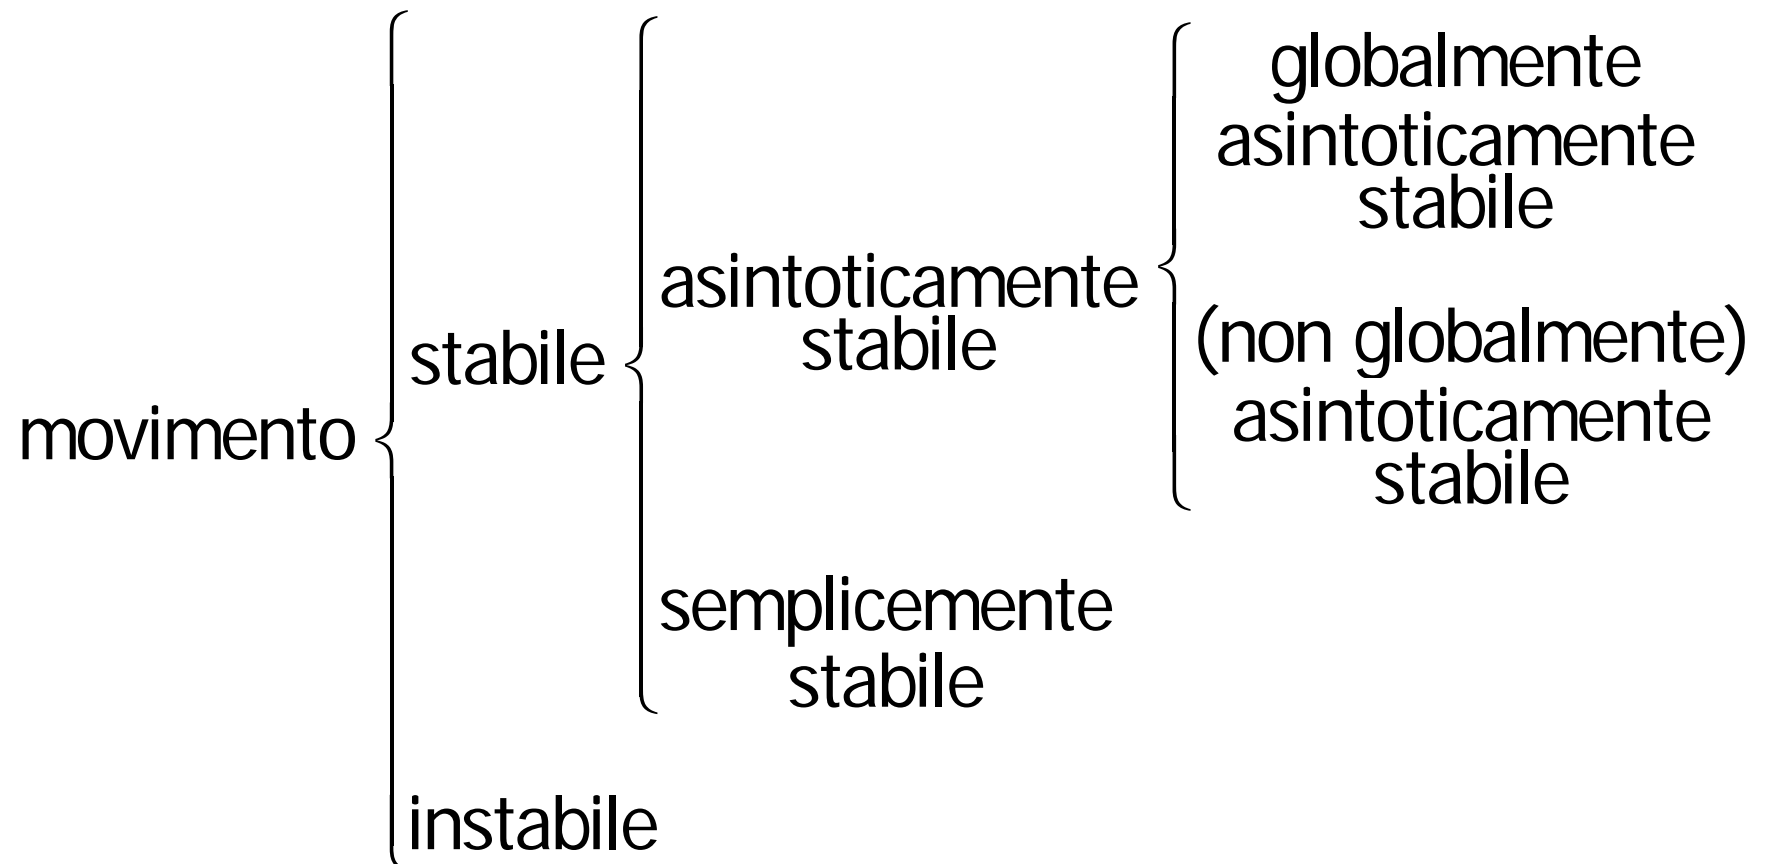 movimento
stabile
asintoticamente
stabile
globalmente
asintoticamente
stabile
(non globalmente)
asintoticamente
stabile
semplicemente
stabile
instabile